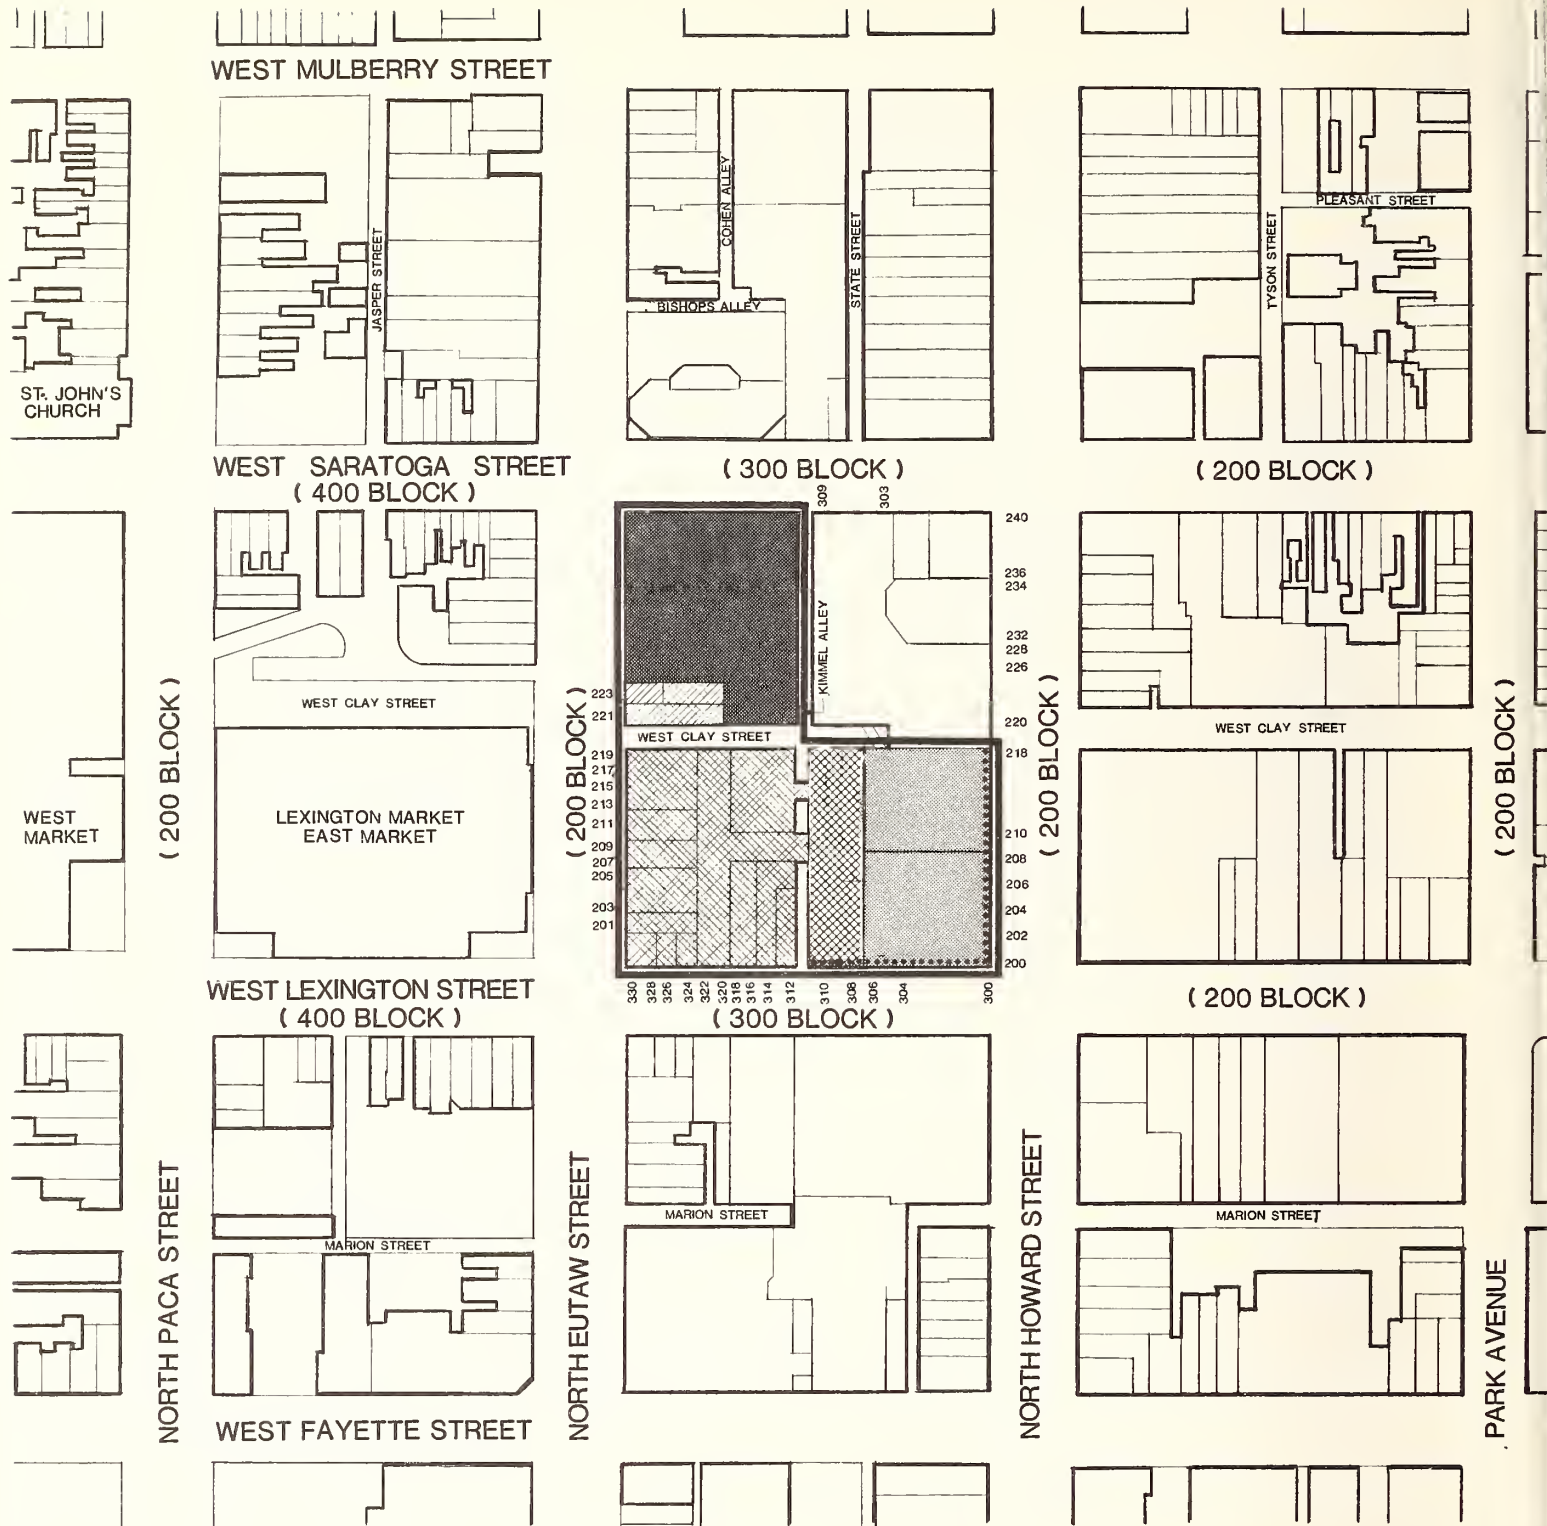 WEST MULBERRY STREET
COHEN ALLEY
PLEASANT STREET
JASPER STREET
STATE STREET
TYSON STREET
BISHOPS ALLEY
ST. JOHN'S
CHURCH
WEST SARATOGA STREET
( 400 BLOCK )
( 300 BLOCK )
( 200 BLOCK )
309
303
240
236
234
KIMMEL ALLEY
232
228
226
220
218
( 200 BLOCK )
WEST CLAY STREET
( 200 BLOCK )
223
221
WEST CLAY STREET
( 200 BLOCK )
WEST CLAY STREET
( 200 BLOCK )
WEST
MARKET
LEXINGTON MARKET
EAST MARKET
219
217
215
213
211
209
207
205
203
201
210
208
206
204
202
200
WEST LEXINGTON STREET
( 400 BLOCK )
330
328
326
324
322
320
318
316
314
312
310
308
306
304
300
( 300 BLOCK )
( 200 BLOCK )
MARION STREET
MARION STREET
MARION STREET
NORTH PACA STREET
NORTH EUTAW STREET
NORTH HOWARD STREET
PARK AVENUE
WEST FAYETTE STREET